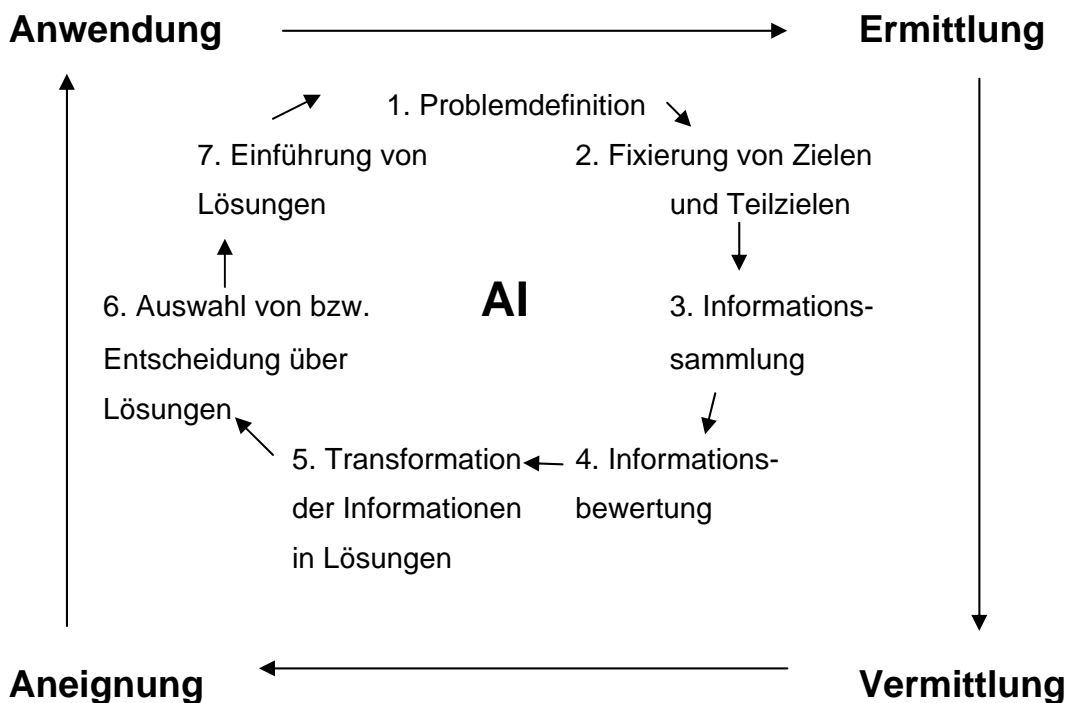 Anwendung
Ermittlung
1. Problemdefinition
7. Einführung von
Lösungen
2. Fixierung von Zielen
und Teilzielen
AI
6. Auswahl von bzw.
Entscheidung über
Lösungen
3. Informations-
sammlung
5. Transformation
der Informationen
in Lösungen
4. Informations-
bewertung
Aneignung
Vermittlung